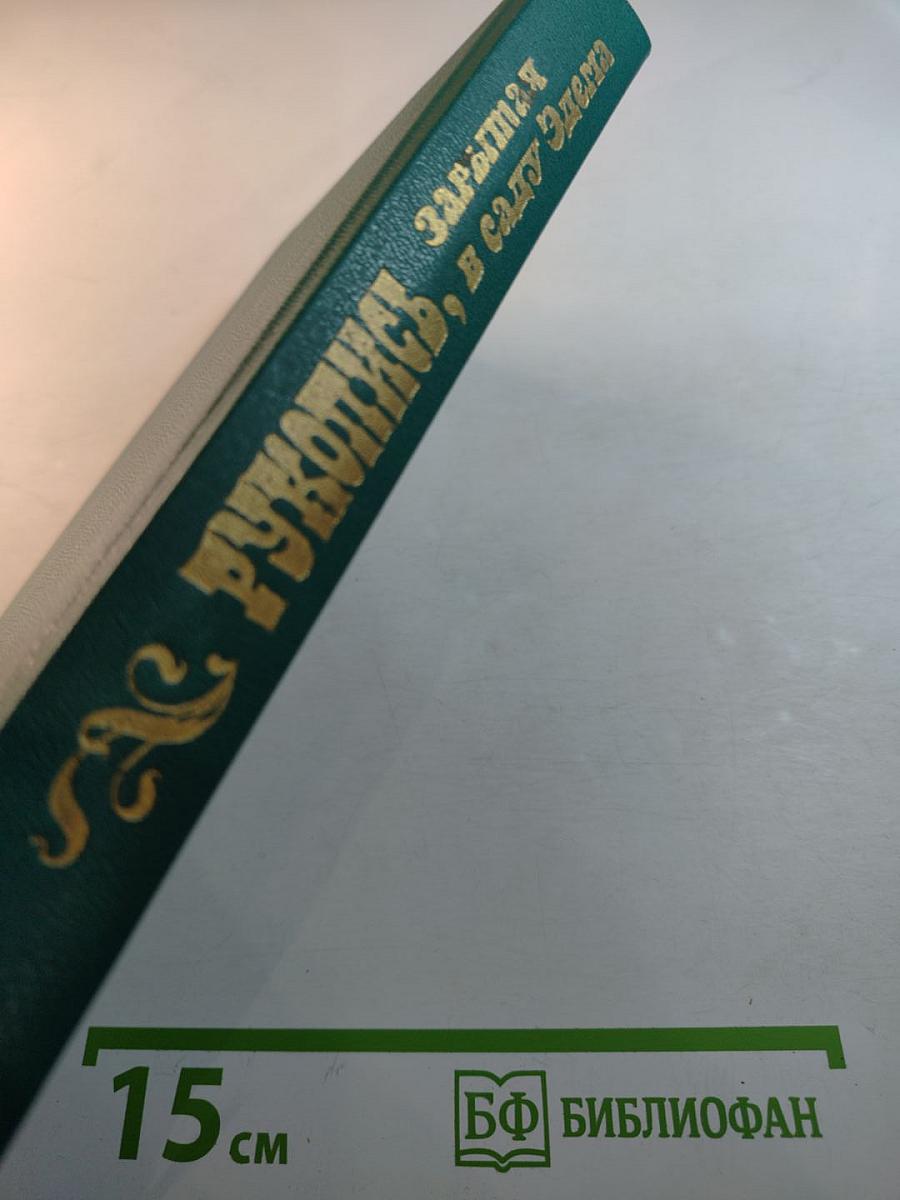 РУКОПИСЬ,
зарытая
в саду Эдема
15 см
БФ БИБЛИОФАН